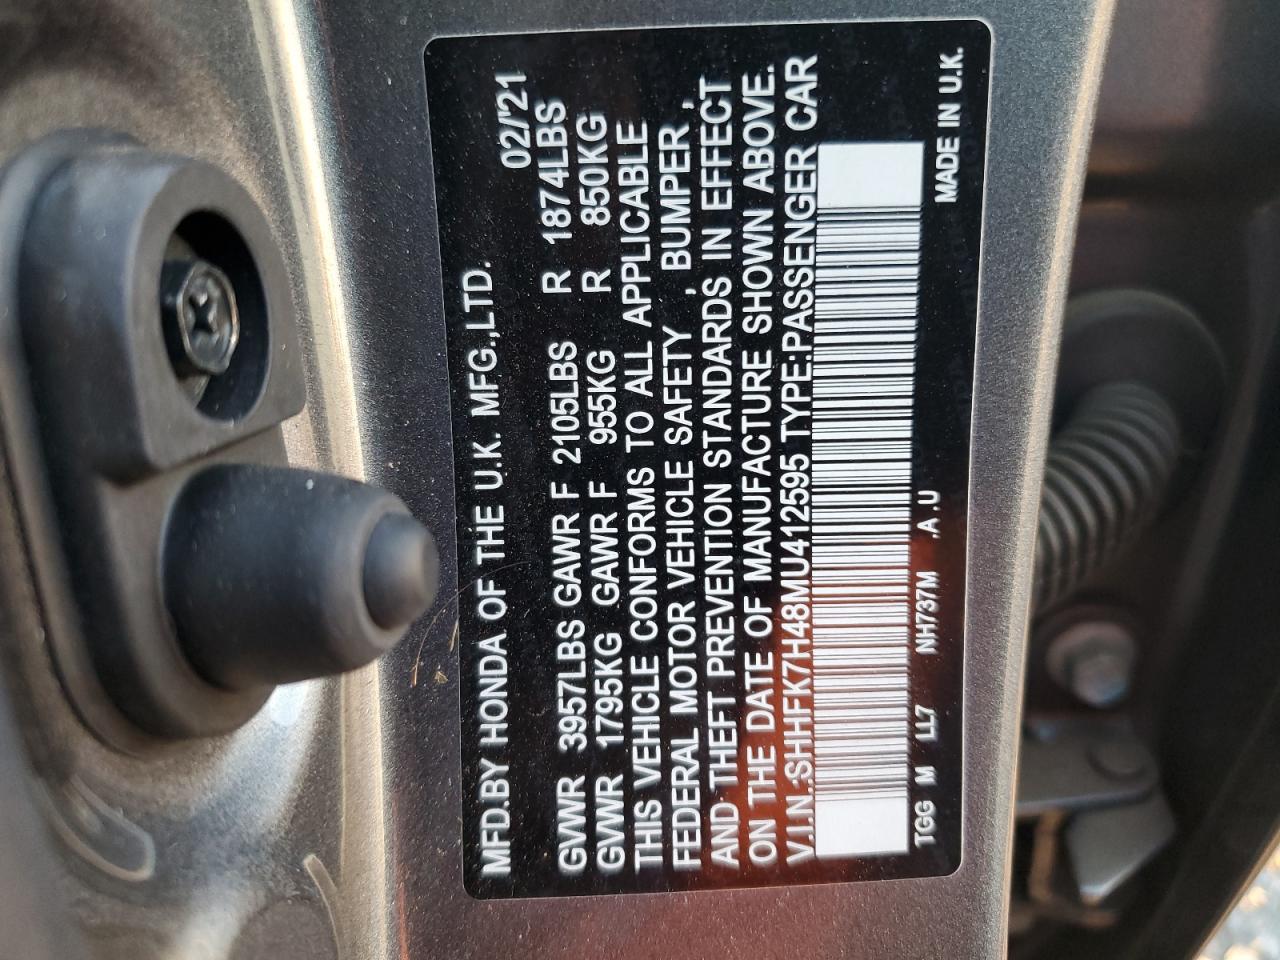 MFD.BY HONDA OF THE U.K. MFG.,LTD. 02/'21
GVWR 3957LBS GAWR F 2105LBS R 1874LBS
GVWR 1795KG GAWR F 955KG R 850KG
THIS VEHICLE CONFORMS TO ALL APPLICABLE
FEDERAL MOTOR VEHICLE SAFETY , BUMPER ,
AND THEFT PREVENTION STANDARDS IN EFFECT
ON THE DATE OF MANUFACTURE SHOWN ABOVE.
V.I.N.:SHHFK7H48MU412595 TYPE:PASSENGER CAR
TGG M LL7 NH737M .A .U MADE IN U.K.